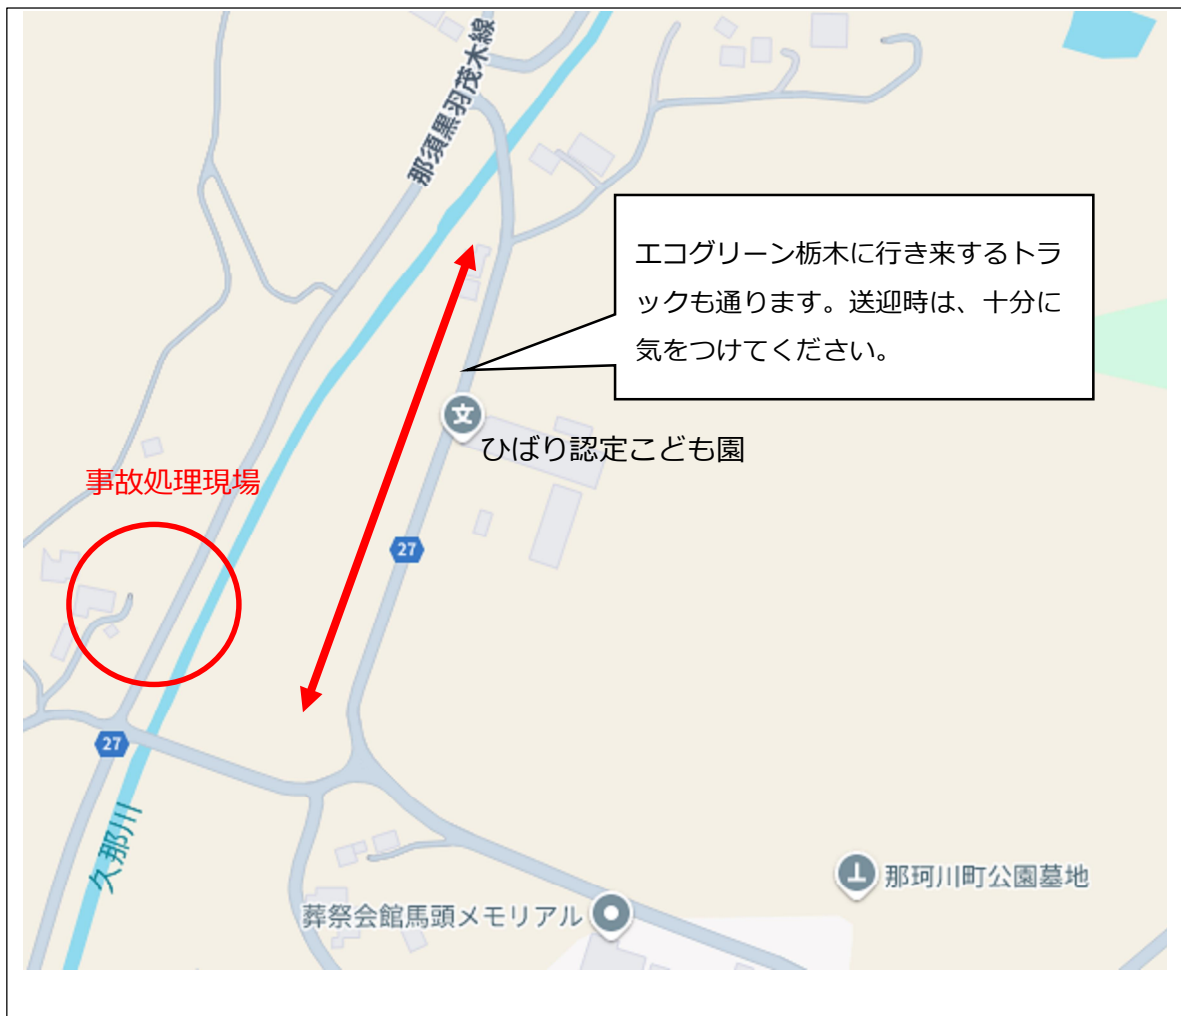 那須黒羽茂木線
エコグリーン栃木に行き来するトラ
ックも通ります。送迎時は、十分に
気をつけてください。
文
ひばり認定こども園
事故処理現場
27
27
久那川
那珂川町公園墓地
葬祭会館馬頭メモリアル